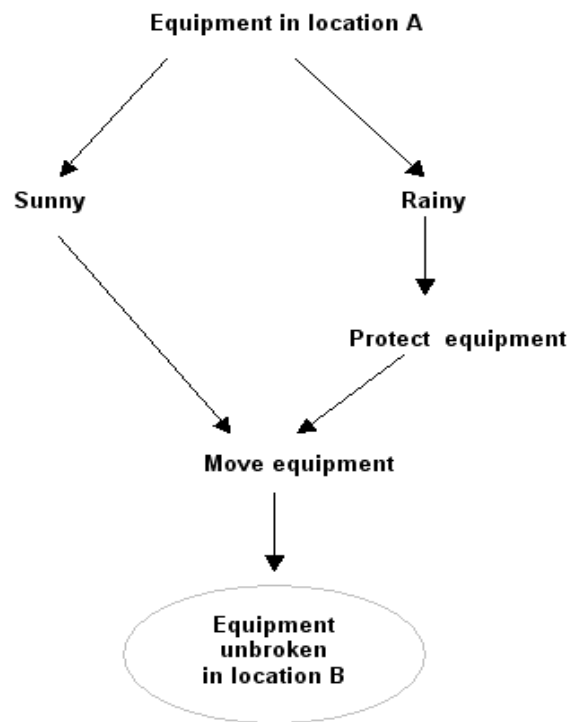 Equipment in location A
Sunny
Rainy
Protect equipment
Move equipment
Equipment
unbroken
in location B